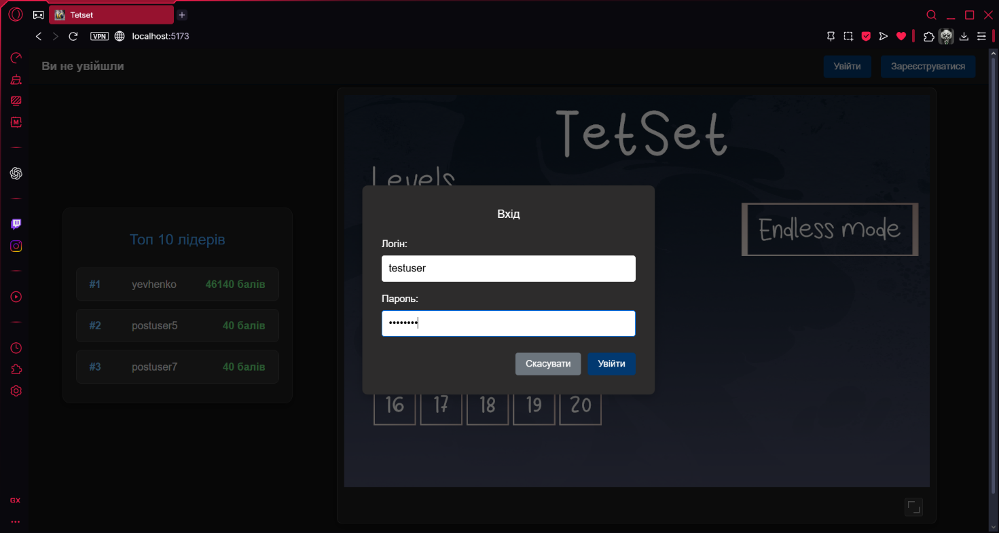 Tetset
VPN
localhost:5173
M
Ви не увійшли
Увійти
Зареєструватися
TetSet
Levels
Endless mode
Топ 10 лідерів
#1 yevhenko 46140 балів
#2 postuser5 40 балів
#3 postuser7 40 балів
Вхід
Логін:
testuser
Пароль:
••••••••
Скасувати Увійти
16 17 18 19 20
GX